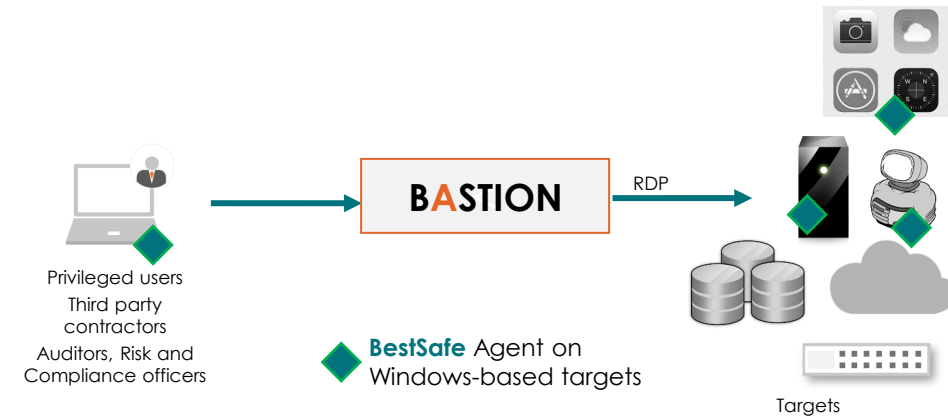 W N
S E
BASTION
RDP
Privileged users
Third party
contractors
Auditors, Risk and
Compliance officers
BestSafe Agent on
Windows-based targets
Targets